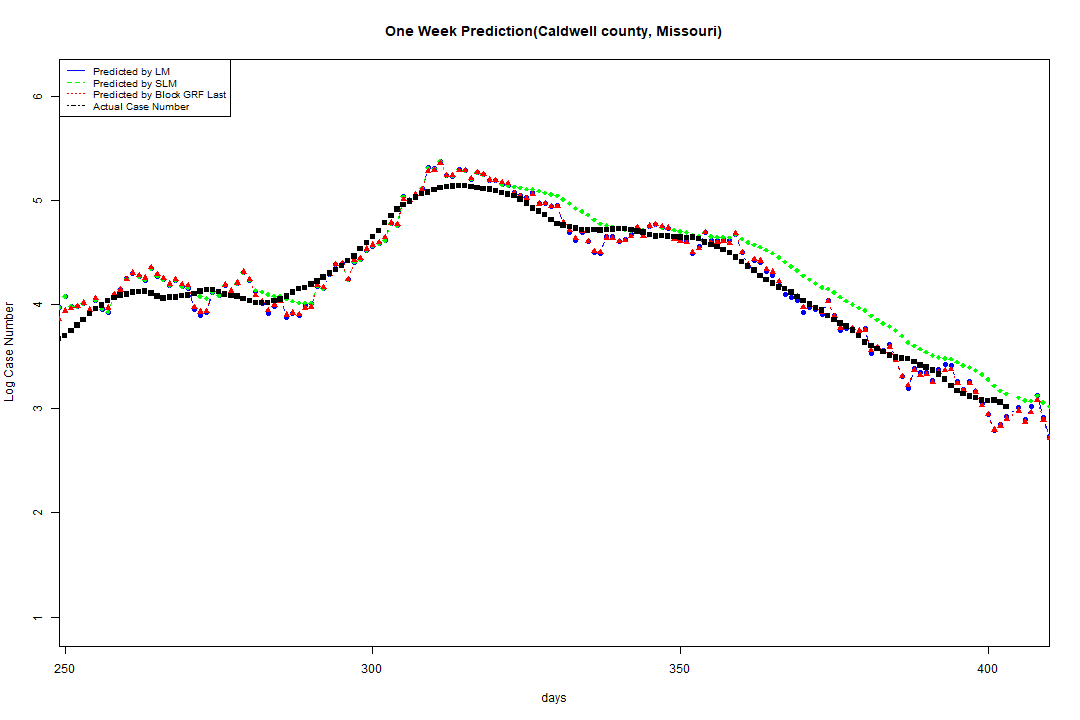 One Week Prediction(Caldwell county, Missouri)
Predicted by LM
Predicted by SLM
Predicted by Block GRF Last
Actual Case Number
6
5
4
3
2
1
Log Case Number
250 300 350 400
days